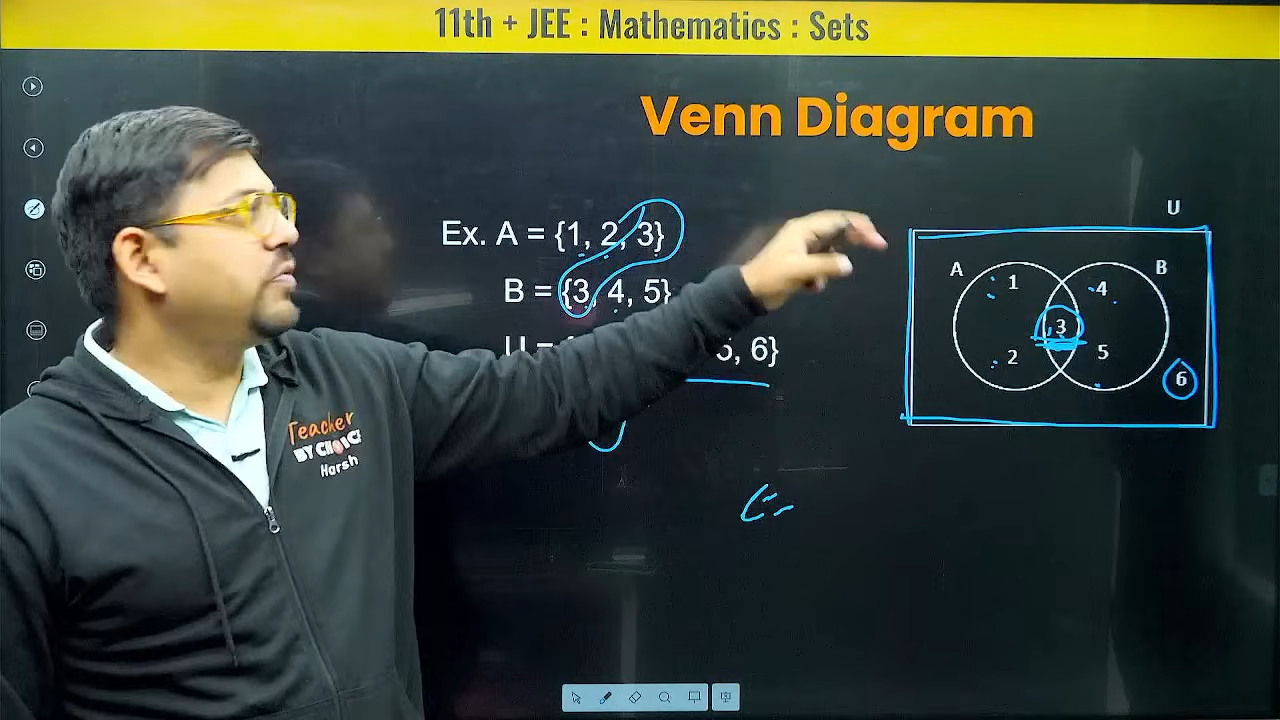 11th + JEE : Mathematics : Sets
Venn Diagram
Ex. A = {1, 2, 3}
B = {3, 4, 5}
U = 5, 6}
U
A B
1 4
3
2 5
6
Teacher
BY CHOICE
Harsh